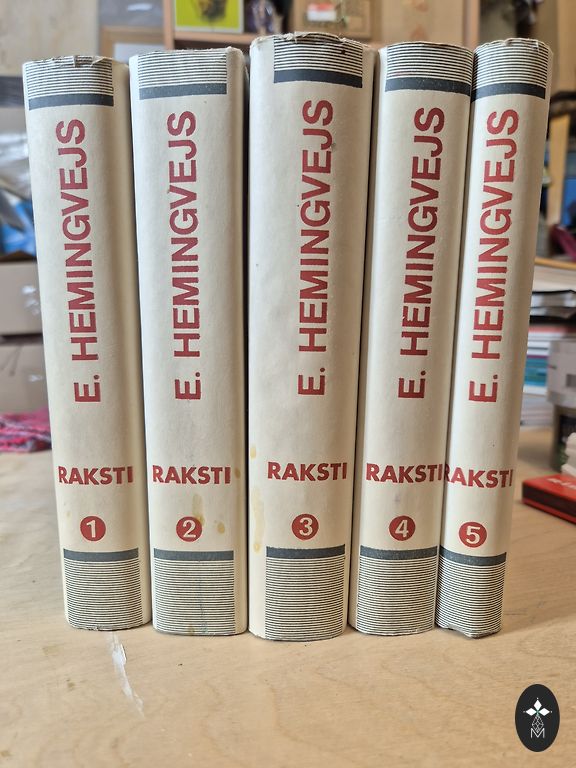 E. HEMINGVEJS
RAKSTI
1
E. HEMINGVEJS
RAKSTI
2
E. HEMINGVEJS
RAKSTI
3
E. HEMINGVEJS
RAKSTI
4
E. HEMINGVEJS
RAKSTI
5
M